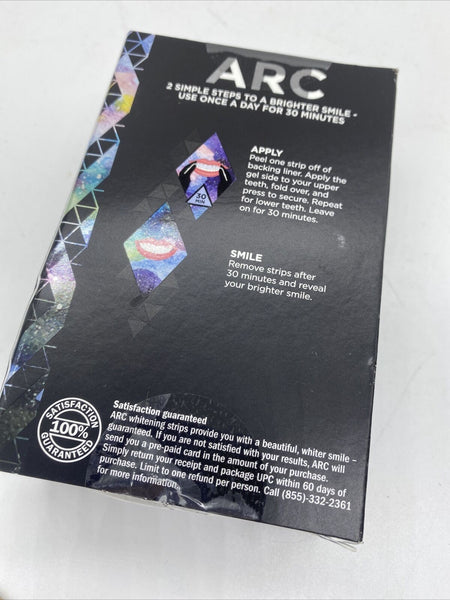 ARC
2 SIMPLE STEPS TO A BRIGHTER SMILE -
USE ONCE A DAY FOR 30 MINUTES
APPLY
Peel one strip off of
backing liner. Apply the
gel side to your upper
teeth, fold over, and
press to secure. Repeat
for lower teeth. Leave
on for 30 minutes.
30
MIN
SMILE
Remove strips after
30 minutes and reveal
your brighter smile.
SATISFACTION
100%
GUARANTEED
Satisfaction guaranteed
ARC whitening strips provide you with a beautiful, whiter smile –
guaranteed. If you are not satisfied with your results, ARC will
send you a pre-paid card in the amount of your purchase.
Simply return your receipt and package UPC within 60 days of
purchase. Limit to one refund per person. Call (855)-332-2361
for more information.